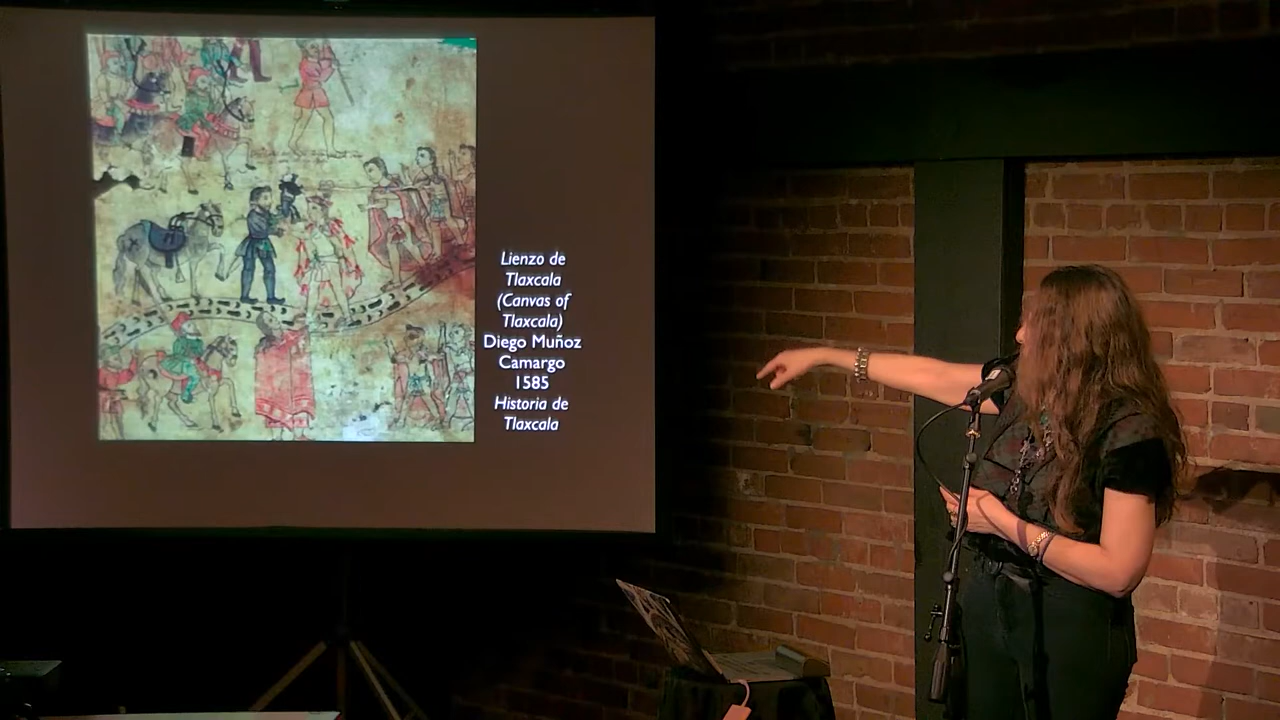 Lienzo de
Tlaxcala
(Canvas of
Tlaxcala)
Diego Muñoz
Camargo
1585
Historia de
Tlaxcala